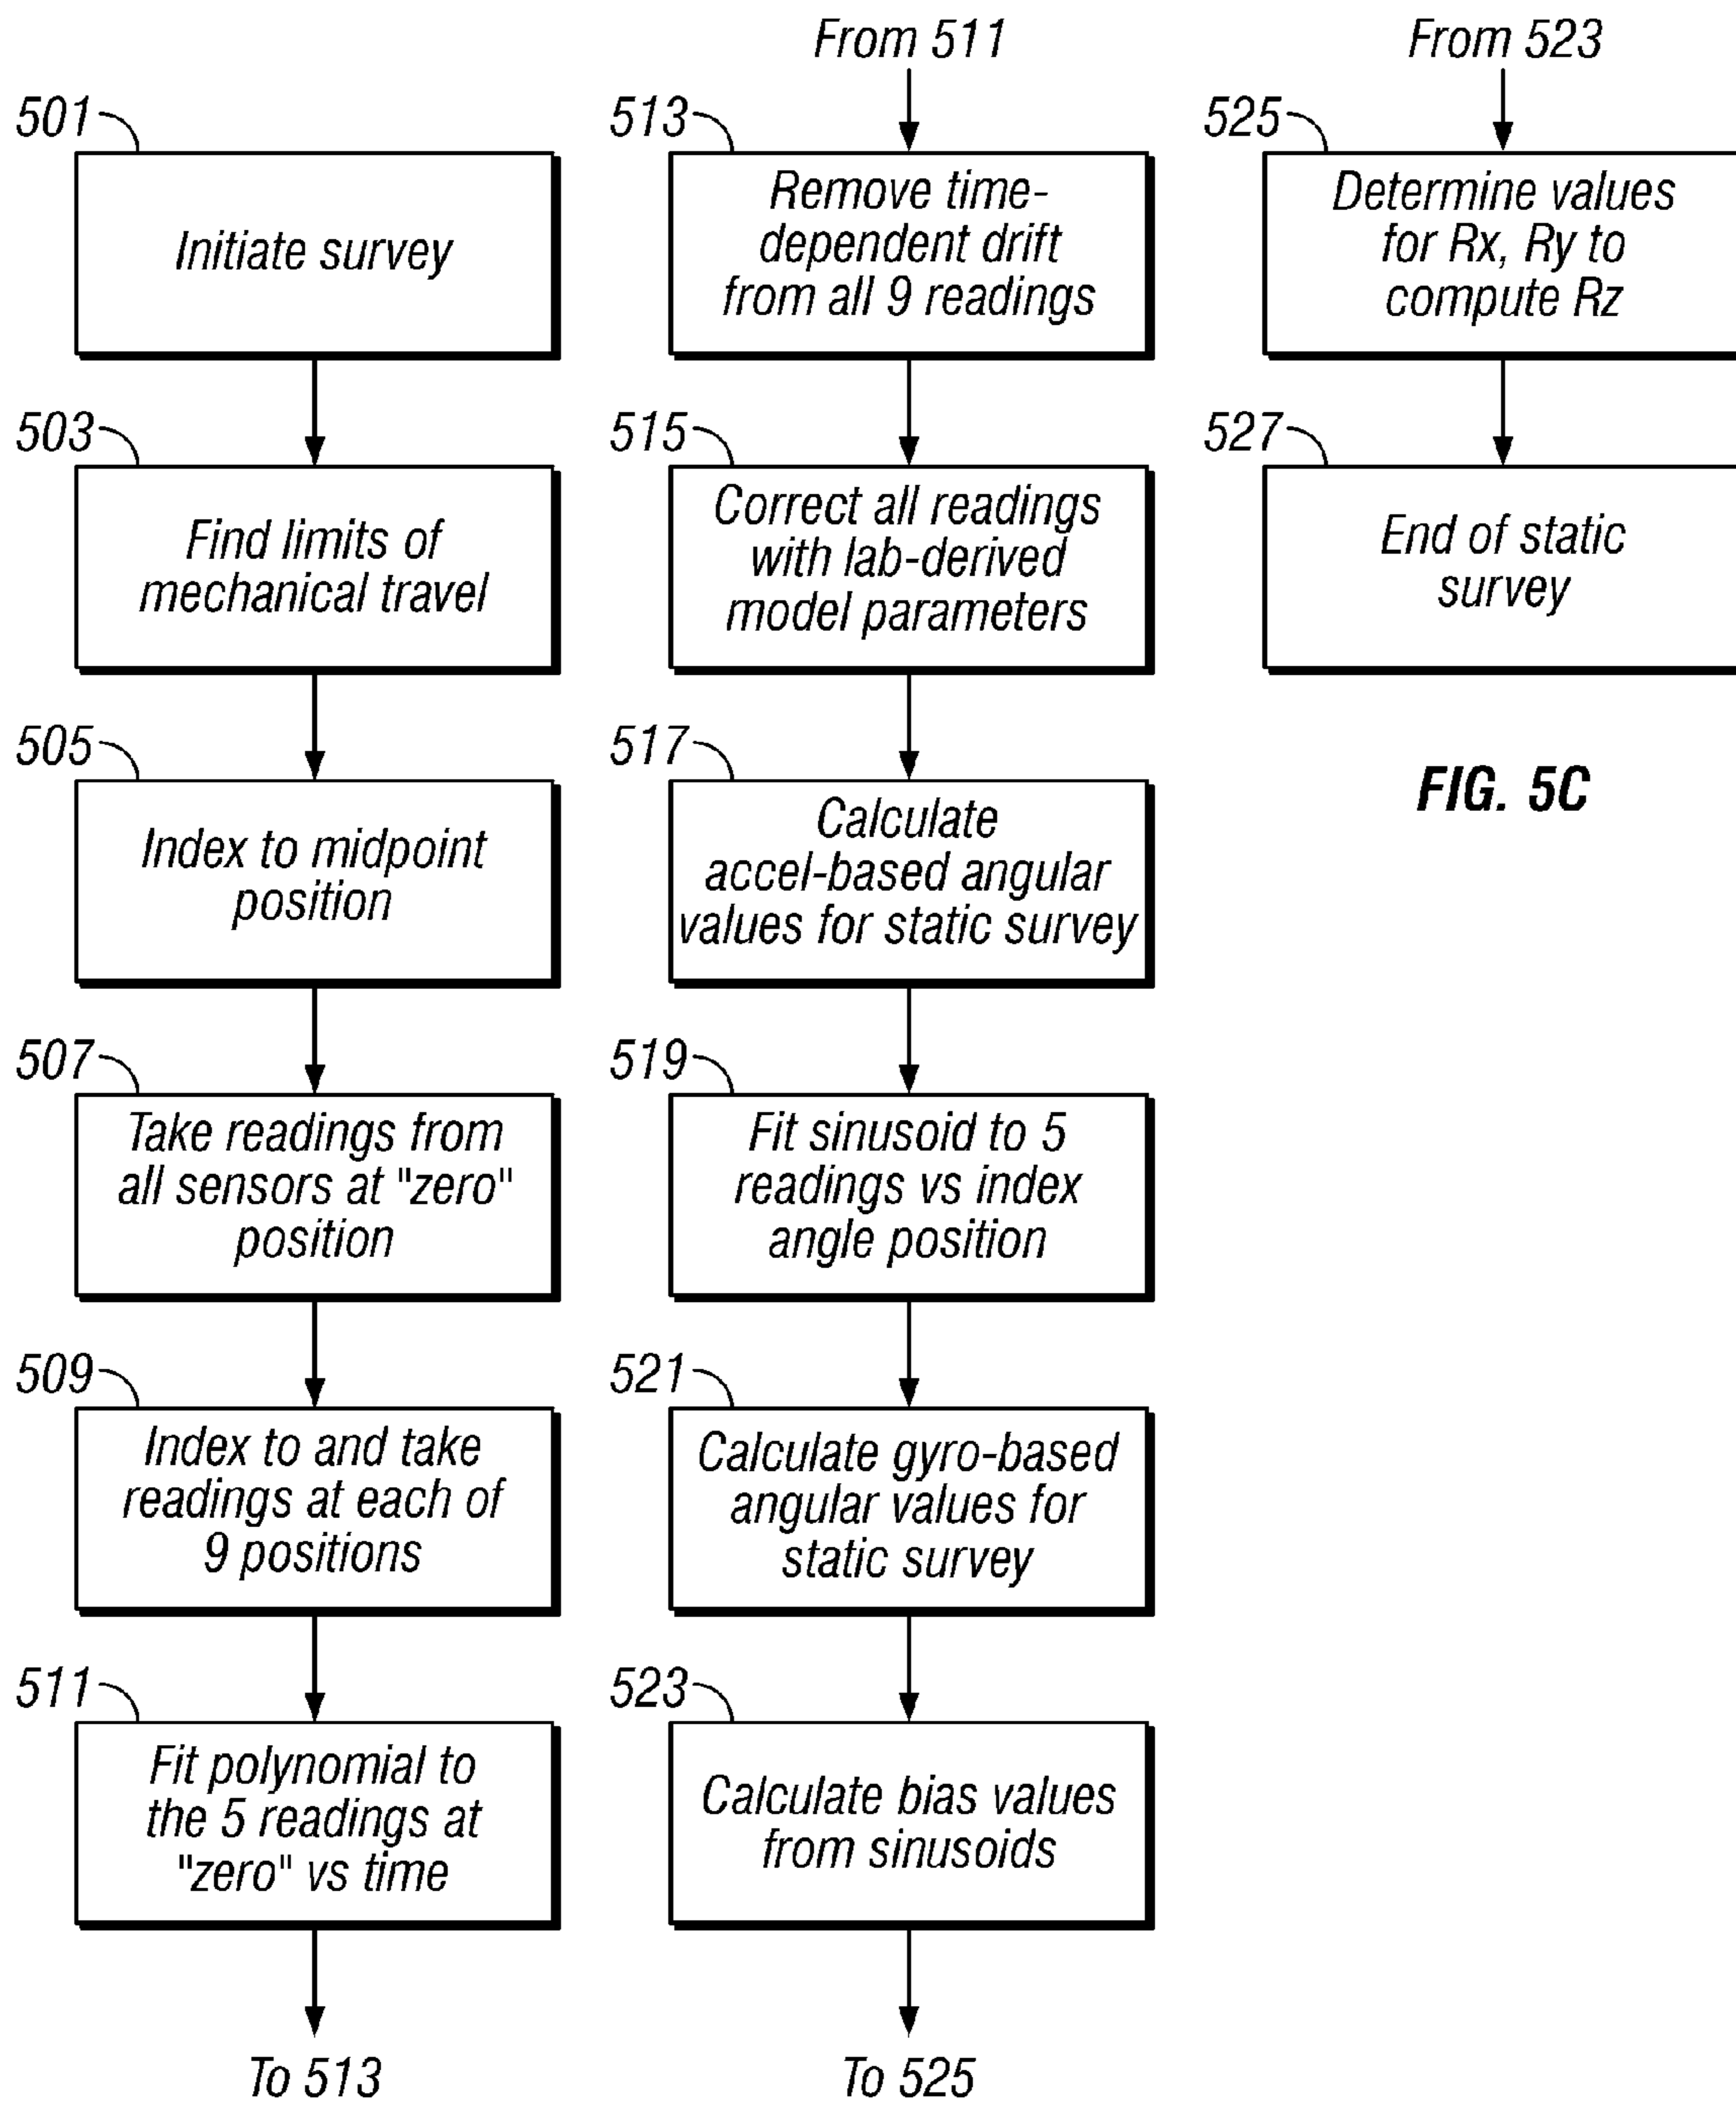 501
Initiate survey
503
Find limits of
mechanical travel
505
Index to midpoint
position
507
Take readings from
all sensors at "zero"
position
509
Index to and take
readings at each of
9 positions
511
Fit polynomial to
the 5 readings at
"zero" vs time
To 513
From 511
513
Remove time-
dependent drift
from all 9 readings
515
Correct all readings
with lab-derived
model parameters
517
Calculate
accel-based angular
values for static survey
519
Fit sinusoid to 5
readings vs index
angle position
521
Calculate gyro-based
angular values for
static survey
523
Calculate bias values
from sinusoids
To 525
From 523
525
Determine values
for Rx, Ry to
compute Rz
527
End of static
survey
FIG. 5C